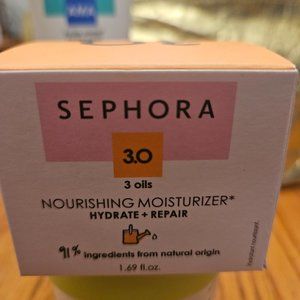 SEPHORA
3.0
3 oils
NOURISHING MOISTURIZER*
HYDRATE + REPAIR
91% ingredients from natural origin
1.69 fl.oz.